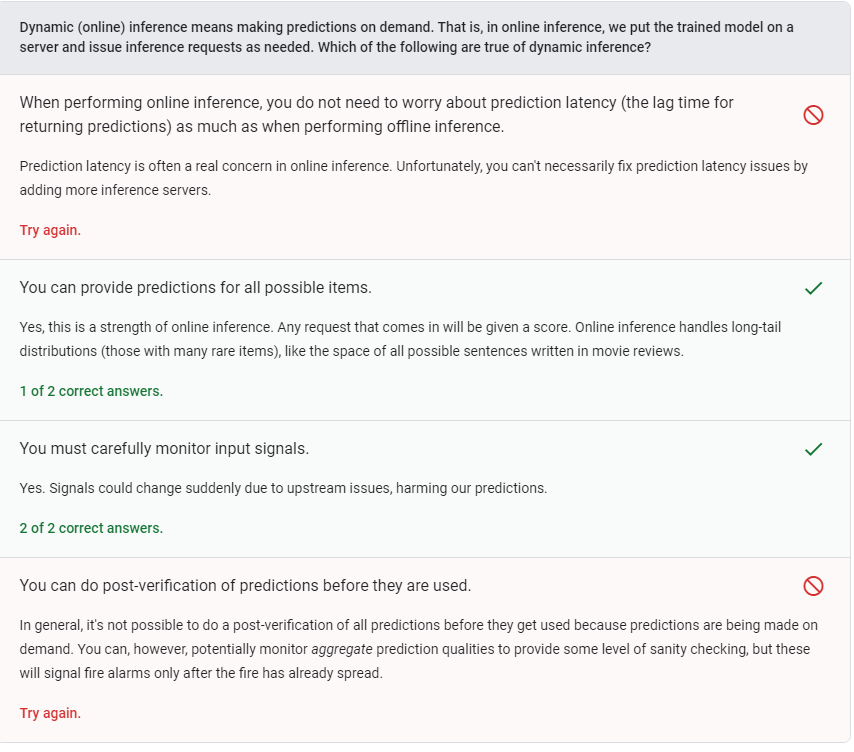 Dynamic (online) inference means making predictions on demand. That is, in online inference, we put the trained model on a
server and issue inference requests as needed. Which of the following are true of dynamic inference?
When performing online inference, you do not need to worry about prediction latency (the lag time for
returning predictions) as much as when performing offline inference.
Prediction latency is often a real concern in online inference. Unfortunately, you can't necessarily fix prediction latency issues by
adding more inference servers.
Try again.
You can provide predictions for all possible items.
Yes, this is a strength of online inference. Any request that comes in will be given a score. Online inference handles long-tail
distributions (those with many rare items), like the space of all possible sentences written in movie reviews.
1 of 2 correct answers.
You must carefully monitor input signals.
Yes. Signals could change suddenly due to upstream issues, harming our predictions.
2 of 2 correct answers.
You can do post-verification of predictions before they are used.
In general, it's not possible to do a post-verification of all predictions before they get used because predictions are being made on
demand. You can, however, potentially monitor aggregate prediction qualities to provide some level of sanity checking, but these
will signal fire alarms only after the fire has already spread.
Try again.